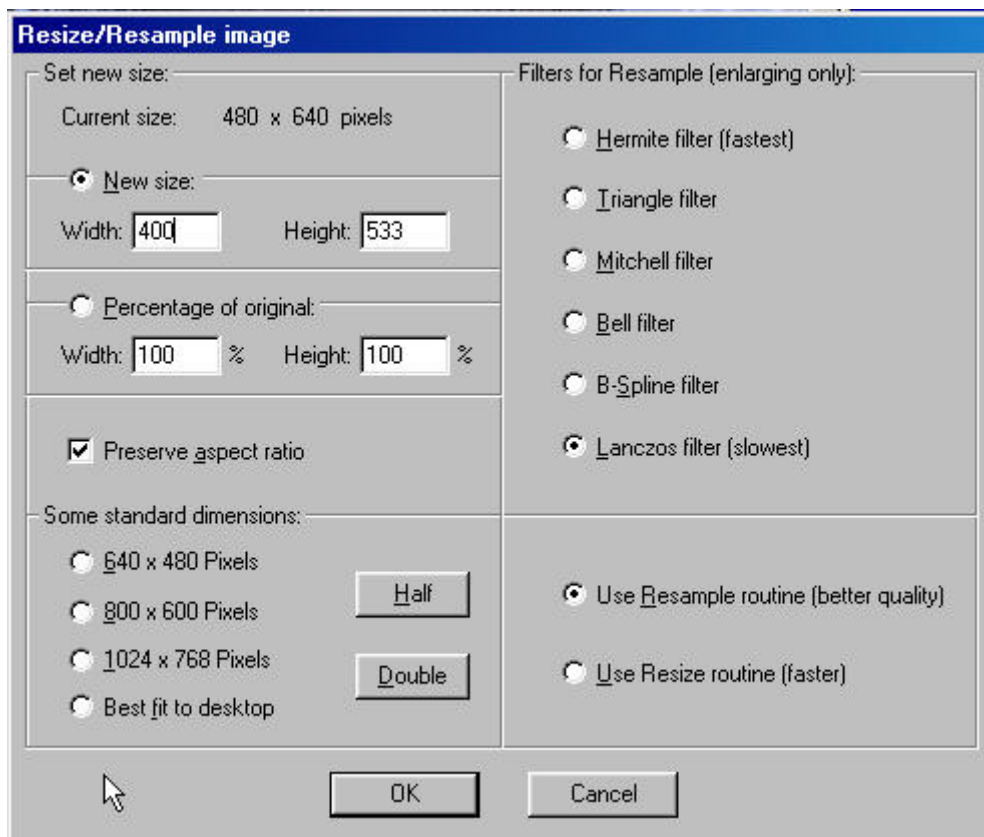 Resize/Resample image
Set new size:
Current size: 480 x 640 pixels
New size:
Width: 400 Height: 533
Percentage of original:
Width: 100 % Height: 100 %
Preserve aspect ratio
Some standard dimensions:
640 x 480 Pixels
800 x 600 Pixels
1024 x 768 Pixels
Best fit to desktop
Half
Double
Filters for Resample (enlarging only):
Hermite filter (fastest)
Triangle filter
Mitchell filter
Bell filter
B-Spline filter
Lanczos filter (slowest)
Use Resample routine (better quality)
Use Resize routine (faster)
OK Cancel